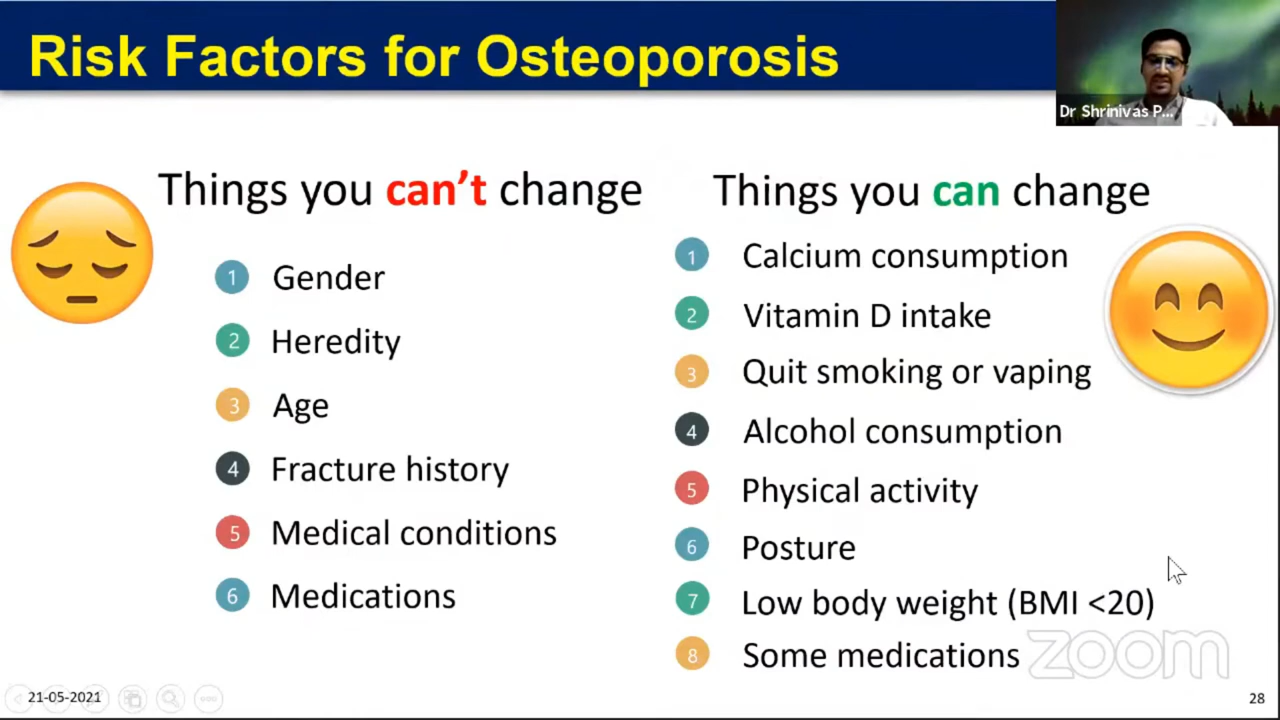 Risk Factors for Osteoporosis
Dr Shrinivas P...
Things you can't change
1 Gender
2 Heredity
3 Age
4 Fracture history
5 Medical conditions
6 Medications
Things you can change
1 Calcium consumption
2 Vitamin D intake
3 Quit smoking or vaping
4 Alcohol consumption
5 Physical activity
6 Posture
7 Low body weight (BMI <20)
8 Some medications
zoom
21-05-2021
28